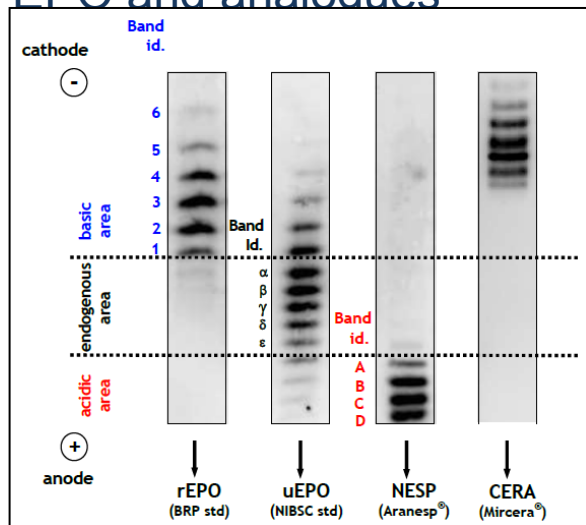 EPO and analogues
Band
id.
cathode
-
6
5
4
3
2
1
basic
area
Band
id.
α
β
γ
δ
ε
endogenous
area
Band
id.
A
B
C
D
acidic
area
+
anode
rEPO
(BRP std)
uEPO
(NIBSC std)
NESP
(Aranesp®)
CERA
(Mircera®)